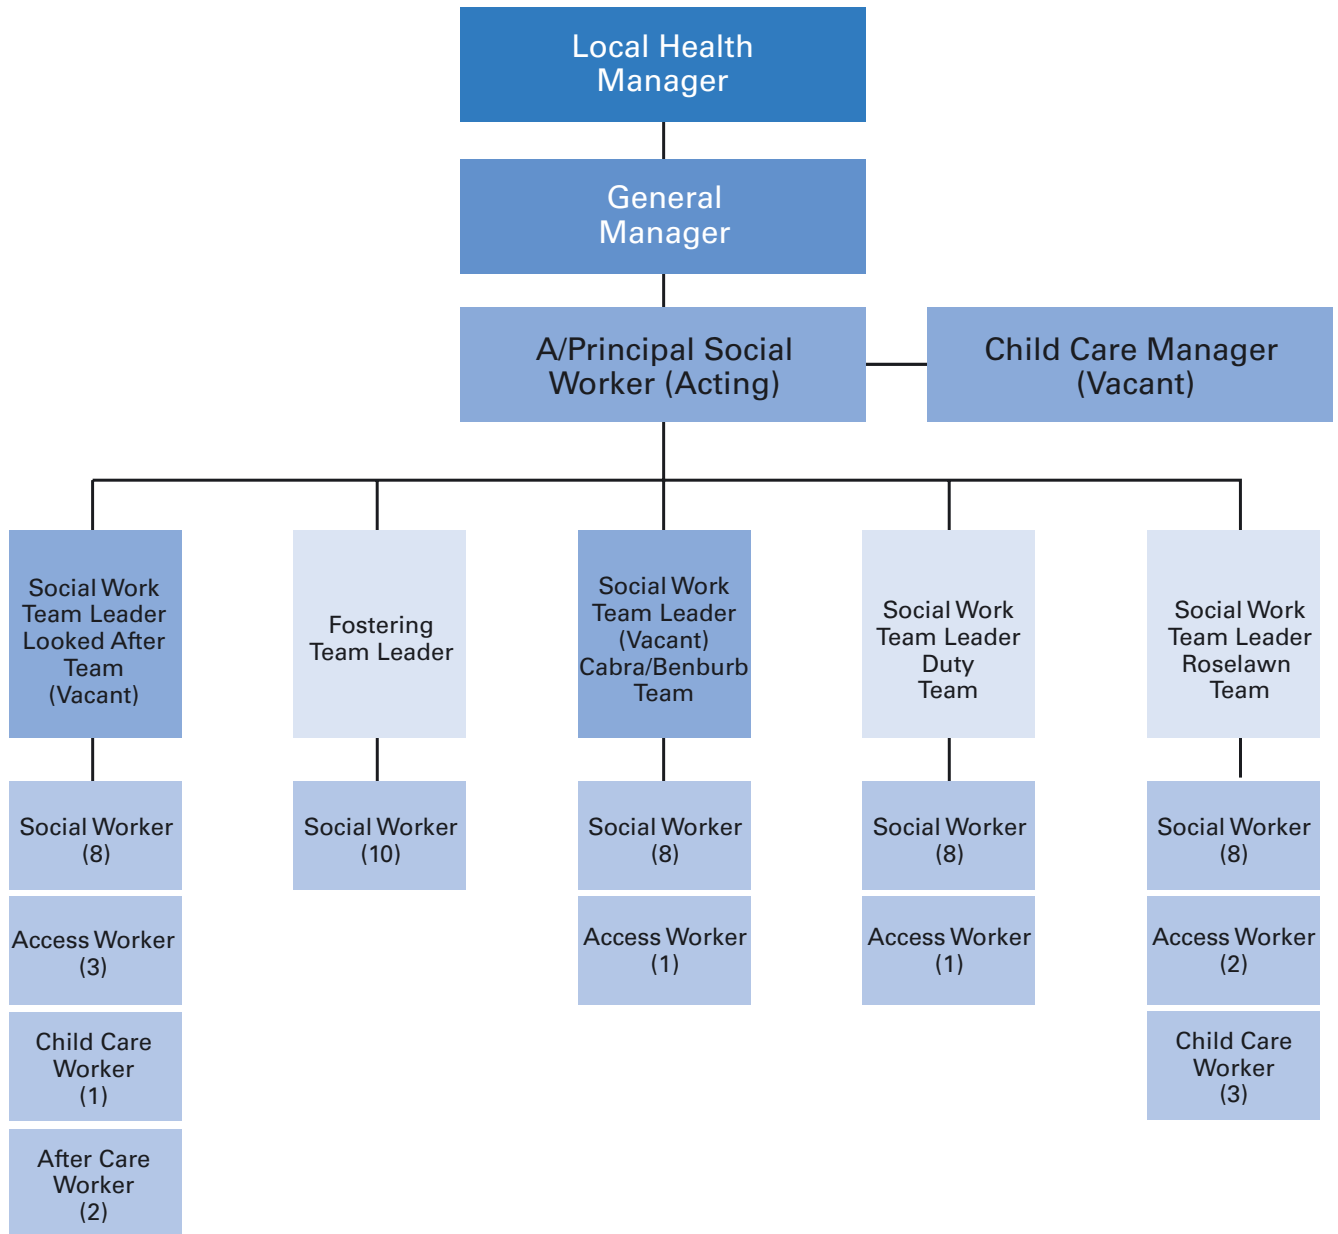 Local Health
Manager
General
Manager
A/Principal Social
Worker (Acting)
Child Care Manager
(Vacant)
Social Work
Team Leader
Looked After
Team
(Vacant)
Fostering
Team Leader
Social Work
Team Leader
(Vacant)
Cabra/Benburb
Team
Social Work
Team Leader
Duty
Team
Social Work
Team Leader
Roselawn
Team
Social Worker
(8)
Social Worker
(10)
Social Worker
(8)
Social Worker
(8)
Social Worker
(8)
Access Worker
(3)
Access Worker
(1)
Access Worker
(1)
Access Worker
(2)
Child Care
Worker
(1)
Child Care
Worker
(3)
After Care
Worker
(2)